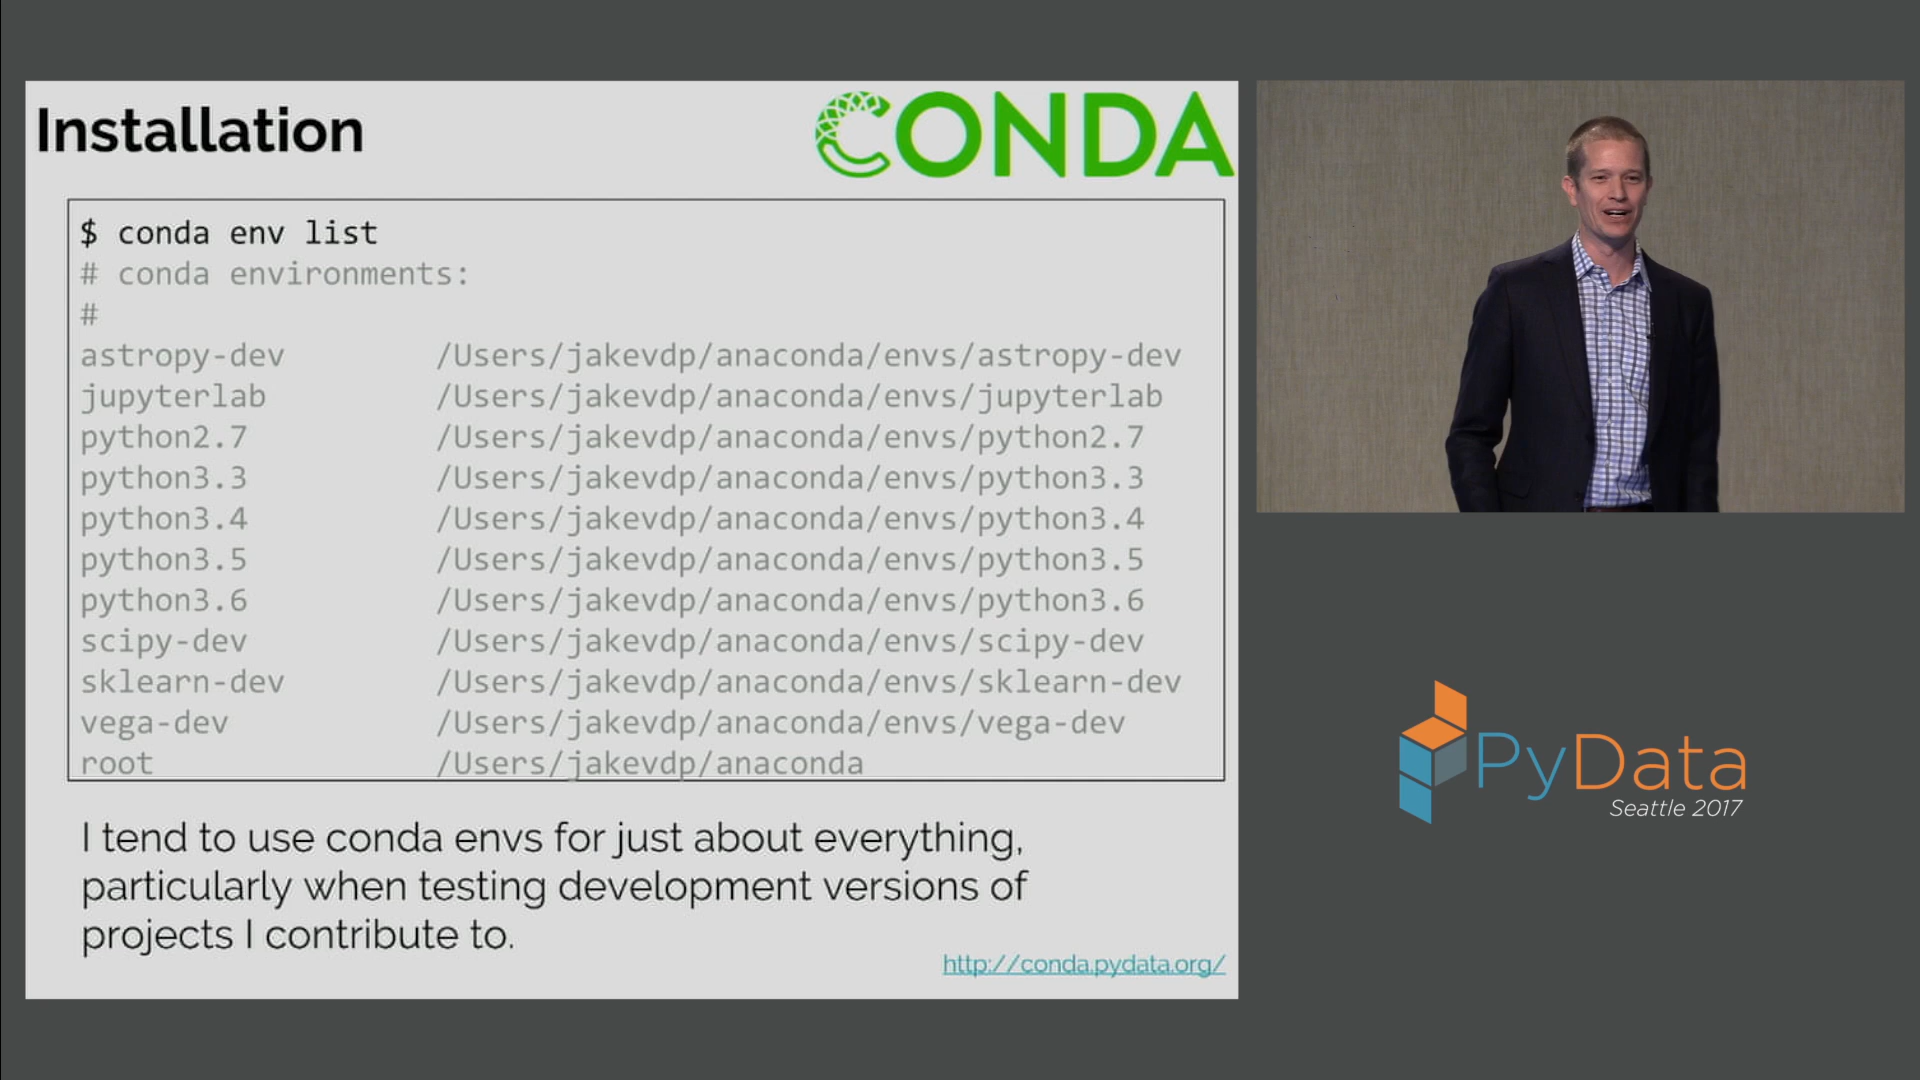 Installation
CONDA
$ conda env list
# conda environments:
#
astropy-dev /Users/jakevdp/anaconda/envs/astropy-dev
jupyterlab /Users/jakevdp/anaconda/envs/jupyterlab
python2.7 /Users/jakevdp/anaconda/envs/python2.7
python3.3 /Users/jakevdp/anaconda/envs/python3.3
python3.4 /Users/jakevdp/anaconda/envs/python3.4
python3.5 /Users/jakevdp/anaconda/envs/python3.5
python3.6 /Users/jakevdp/anaconda/envs/python3.6
scipy-dev /Users/jakevdp/anaconda/envs/scipy-dev
sklearn-dev /Users/jakevdp/anaconda/envs/sklearn-dev
vega-dev /Users/jakevdp/anaconda/envs/vega-dev
root /Users/jakevdp/anaconda
I tend to use conda envs for just about everything,
particularly when testing development versions of
projects I contribute to.
http://conda.pydata.org/
PyData
Seattle 2017